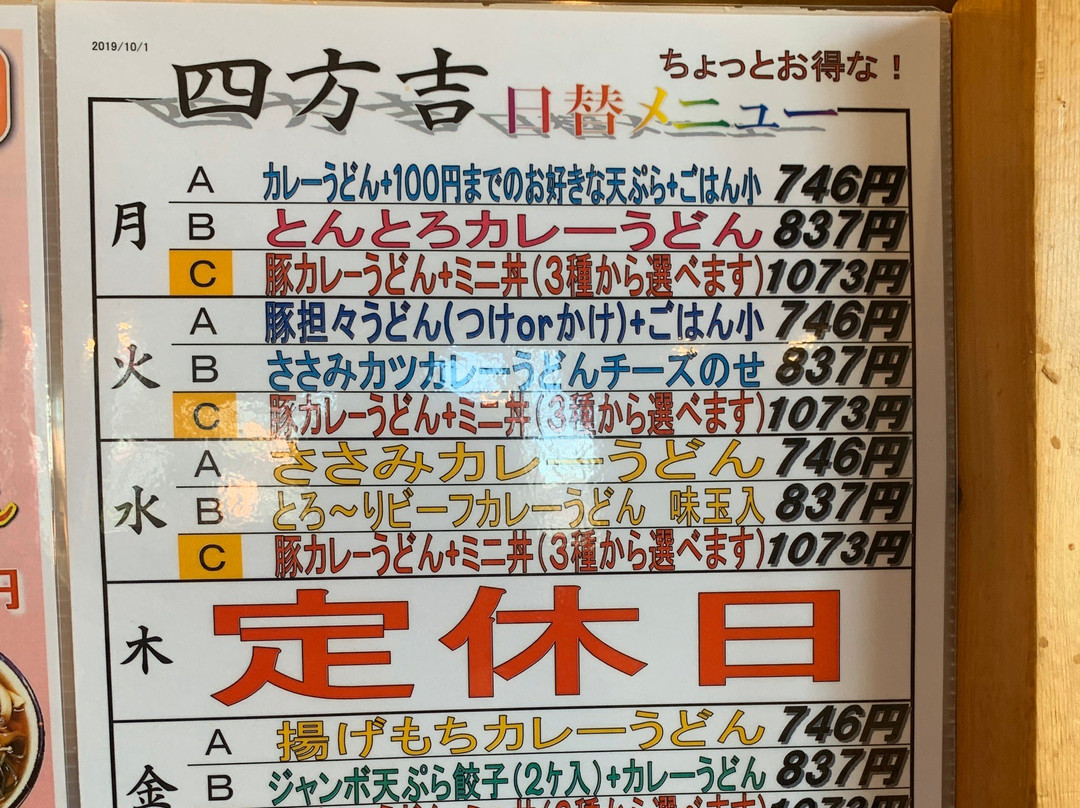 2019/10/1
ちょっとお得な！
四方吉 日替メニュー
月
A カレーうどん+100円までのお好きな天ぷら+ごはん小 746円
B とんとろカレーうどん 837円
C 豚カレーうどん+ミニ丼(3種から選べます) 1073円
火
A 豚担々うどん(つけorかけ)+ごはん小 746円
B ささみカツカレーうどんチーズのせ 837円
C 豚カレーうどん+ミニ丼(3種から選べます) 1073円
水
A ささみカレーうどん 746円
B とろ〜りビーフカレーうどん 味玉入 837円
C 豚カレーうどん+ミニ丼(3種から選べます) 1073円
木 定休日
金
A 揚げもちカレーうどん 746円
B ジャンボ天ぷら餃子(2ケ入)+カレーうどん 837円
円